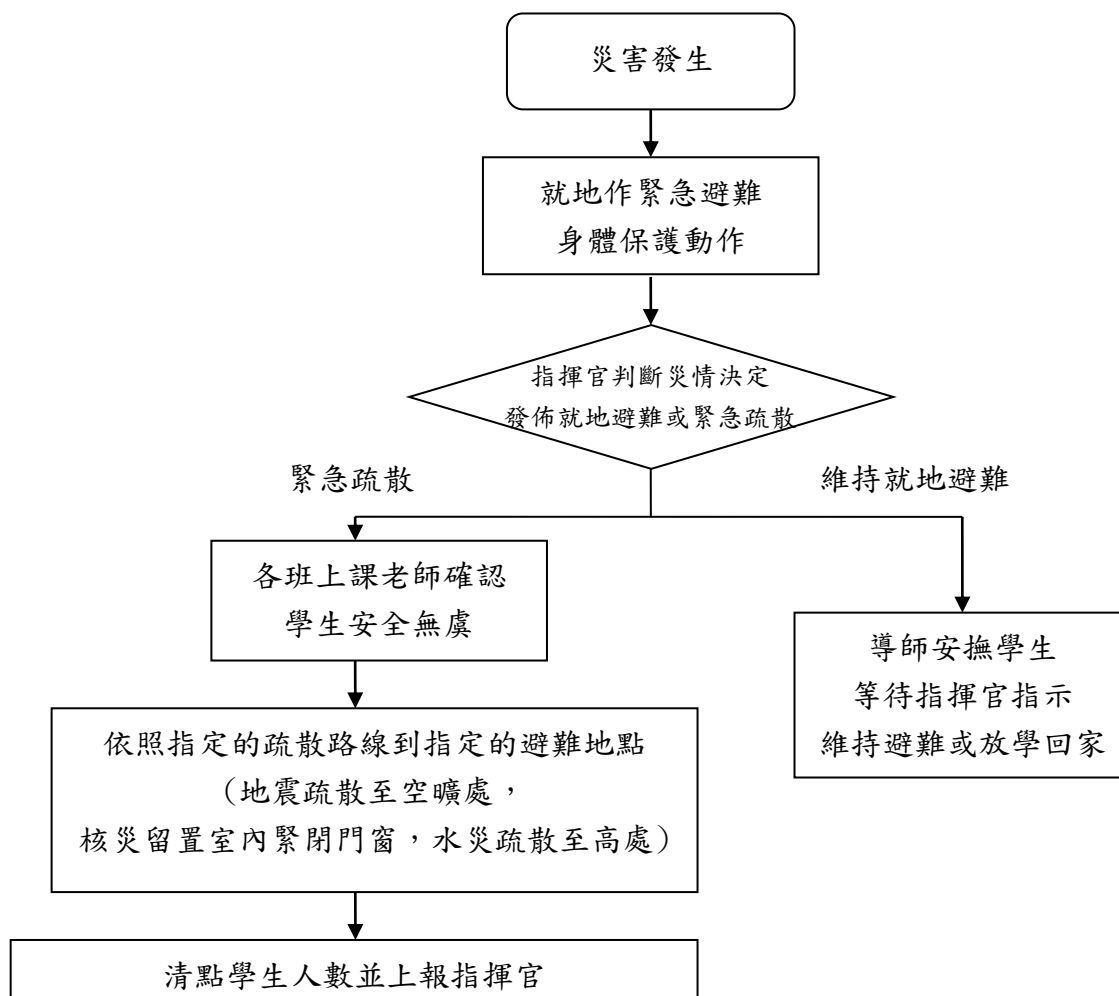 災害發生
就地作緊急避難
身體保護動作
指揮官判斷災情決定
發佈就地避難或緊急疏散
緊急疏散
維持就地避難
各班上課老師確認
學生安全無虞
導師安撫學生
等待指揮官指示
維持避難或放學回家
依照指定的疏散路線到指定的避難地點
（地震疏散至空曠處，
核災留置室內緊閉門窗，水災疏散至高處）
清點學生人數並上報指揮官